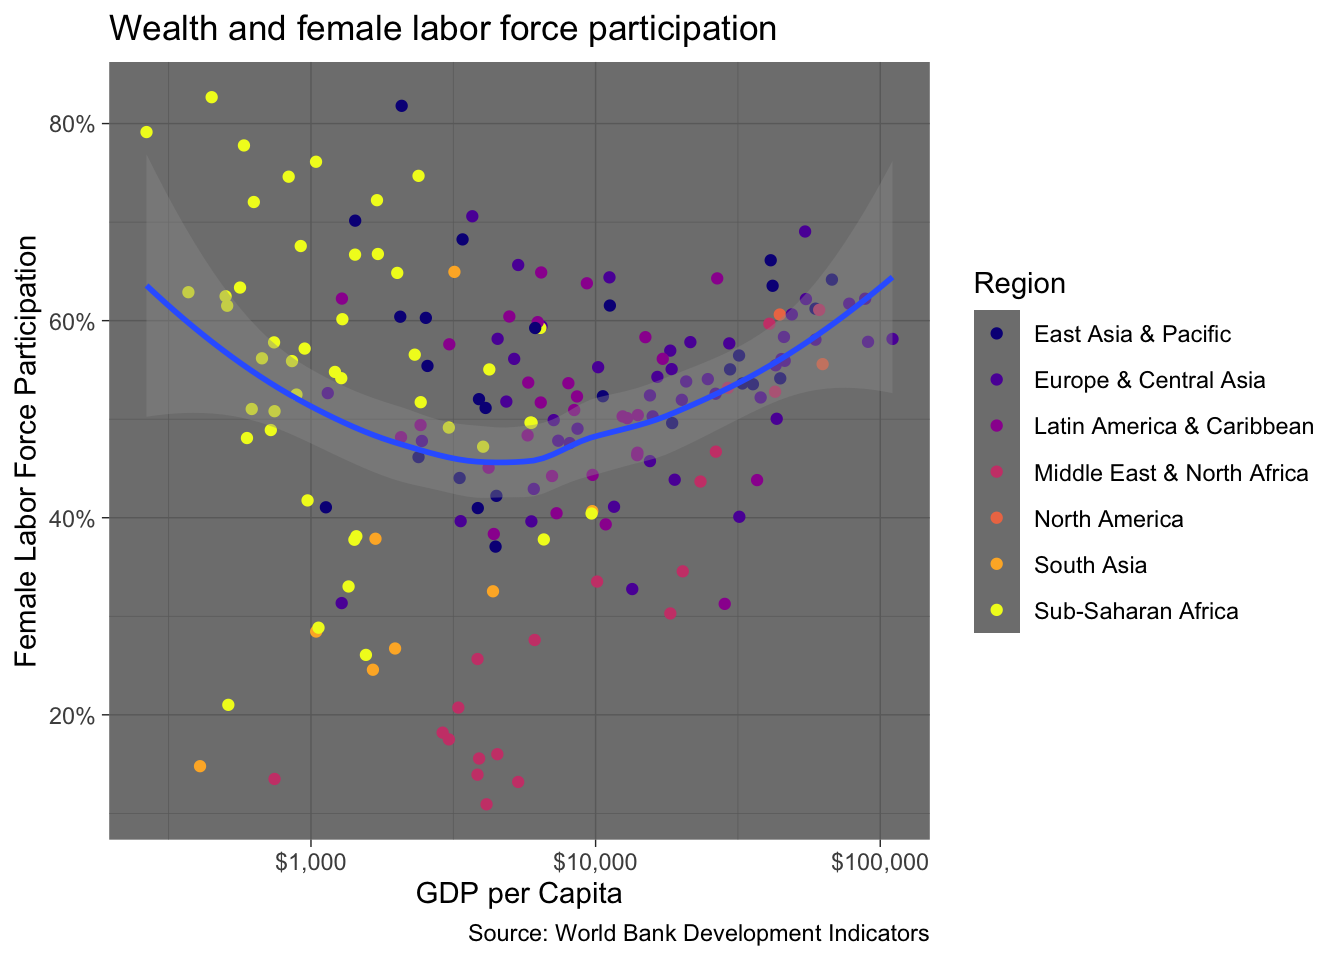 Wealth and female labor force participation
80%
60%
40%
20%
Female Labor Force Participation
$1,000
$10,000
$100,000
GDP per Capita
Source: World Bank Development Indicators
Region
East Asia & Pacific
Europe & Central Asia
Latin America & Caribbean
Middle East & North Africa
North America
South Asia
Sub-Saharan Africa